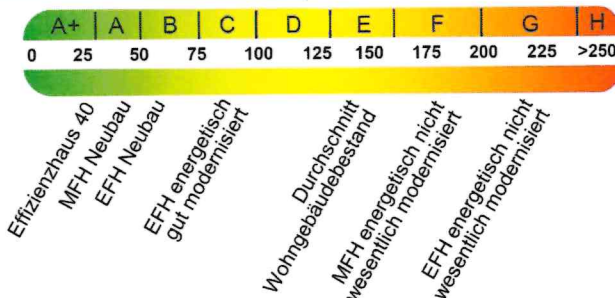 A+ A B C D E F G H
0 25 50 75 100 125 150 175 200 225 >250
Effizienzhaus 40
MFH Neubau
EFH Neubau
EFH energetisch
gut modernisiert
Durchschnitt
Wohngebäudebestand
MFH energetisch nicht
wesentlich modernisiert
EFH energetisch nicht
wesentlich modernisiert